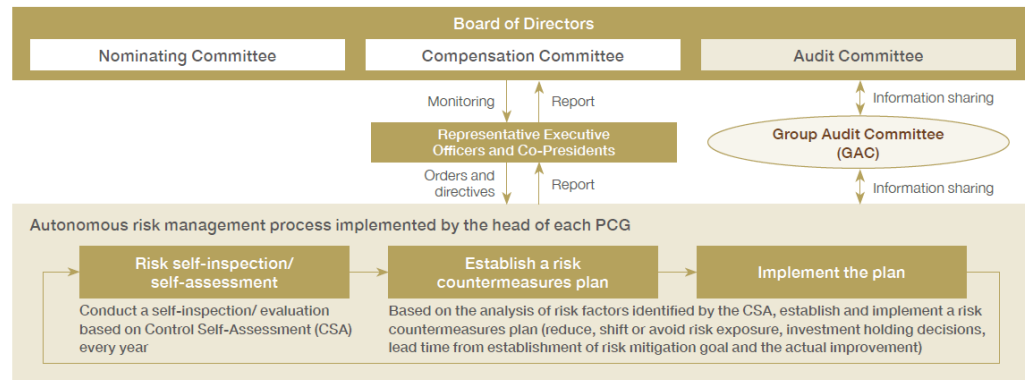 Board of Directors
Nominating Committee
Compensation Committee
Audit Committee
Monitoring
Report
Information sharing
Representative Executive
Officers and Co-Presidents
Group Audit Committee
(GAC)
Orders and
directives
Report
Information sharing
Autonomous risk management process implemented by the head of each PCG
Risk self-inspection/
self-assessment
Establish a risk
countermeasures plan
Implement the plan
Conduct a self-inspection/ evaluation
based on Control Self-Assessment (CSA)
every year
Based on the analysis of risk factors identified by the CSA, establish and implement a risk
countermeasures plan (reduce, shift or avoid risk exposure, investment holding decisions,
lead time from establishment of risk mitigation goal and the actual improvement)